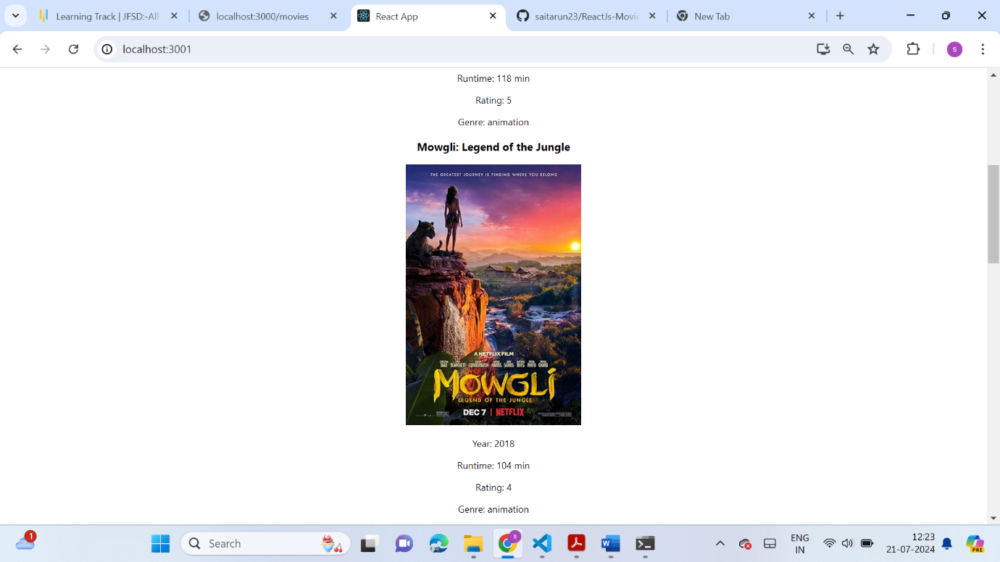 Learning Track | JFSD:-All-
localhost:3000/movies
React App
saitarun23/ReactJs-Movie
New Tab
localhost:3001
s
Runtime: 118 min
Rating: 5
Genre: animation
Mowgli: Legend of the Jungle
THE GREATEST JOURNEY IS FINDING WHERE YOU BELONG
A NETFLIX FILM
MOWGLI
LEGEND OF THE JUNGLE
DEC 7 | NETFLIX
Year: 2018
Runtime: 104 min
Rating: 4
Genre: animation
1
Search
s
ENG
IN
12:23
21-07-2024
PRE